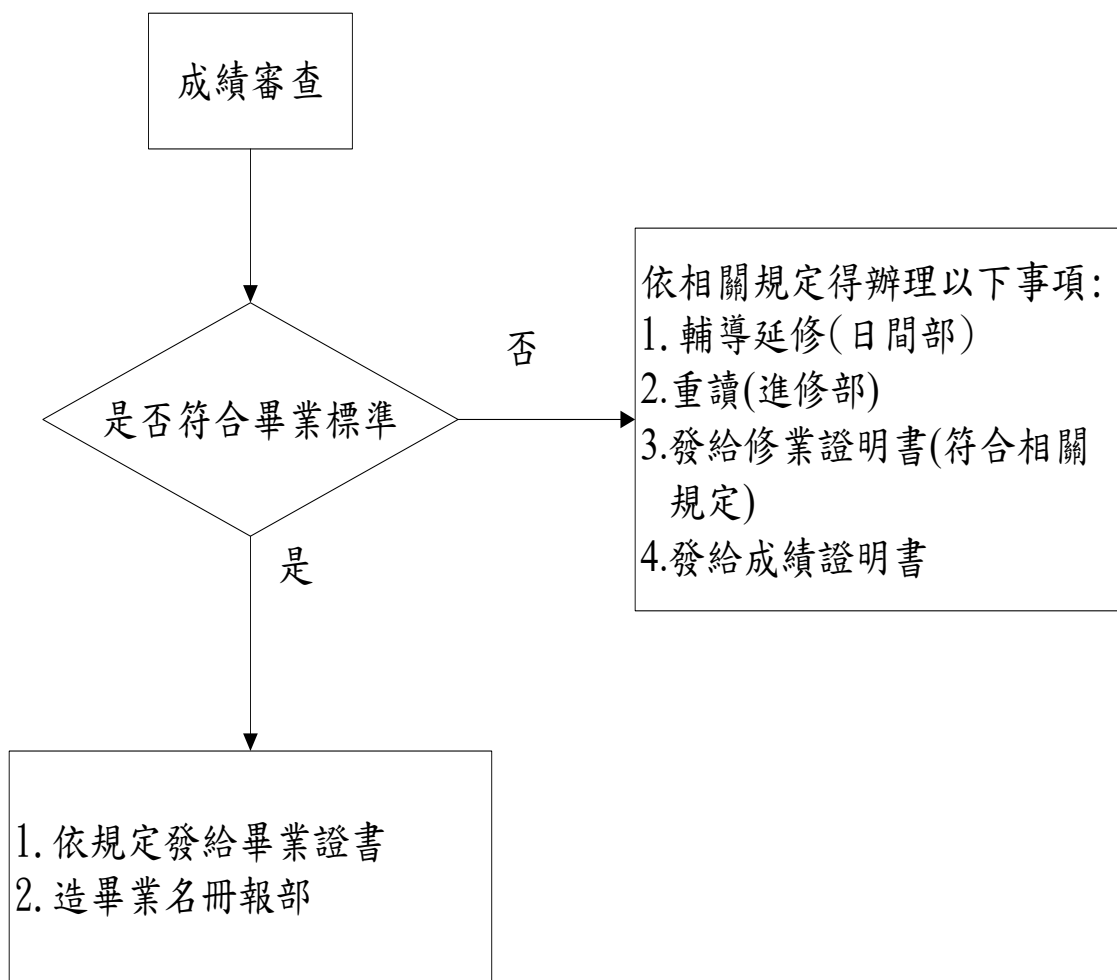 成績審查
是否符合畢業標準
否
依相關規定得辦理以下事項:
1. 輔導延修(日間部)
2.重讀(進修部)
3.發給修業證明書(符合相關
規定)
4.發給成績證明書
是
1. 依規定發給畢業證書
2. 造畢業名冊報部